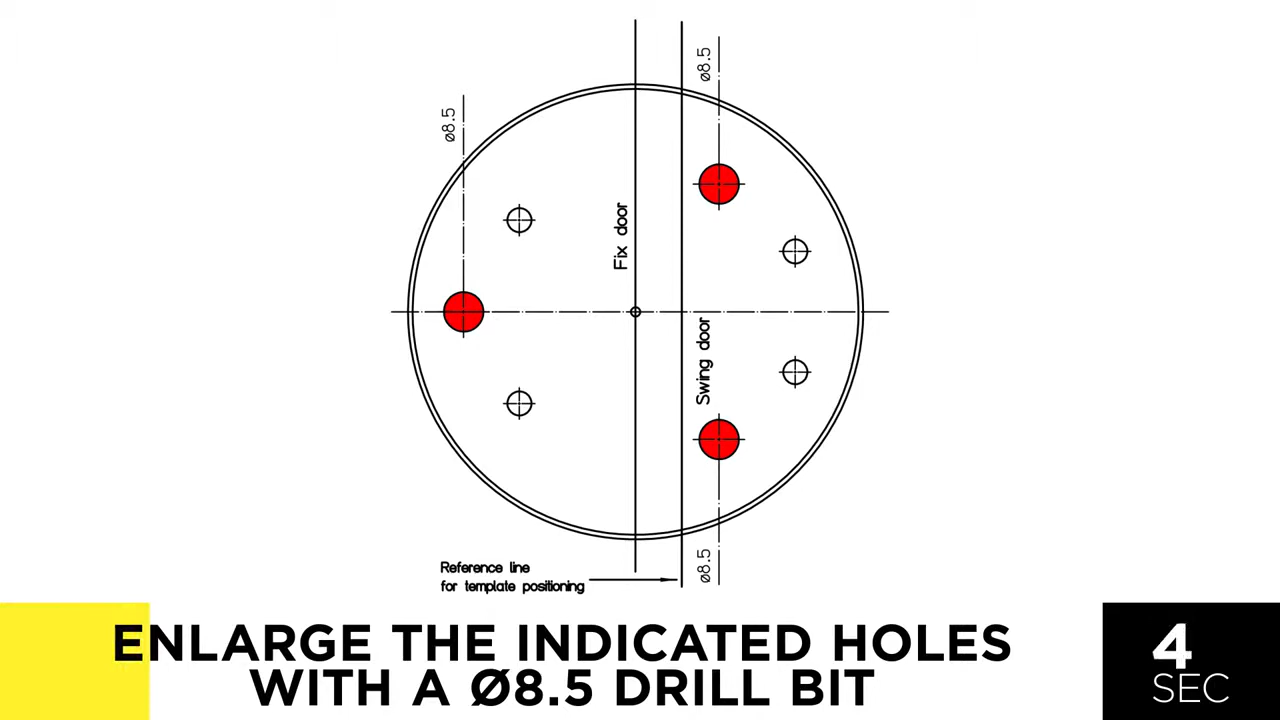 ø8.5
ø8.5
Fix door
Swing door
ø8.5
Reference line
for template positioning
ENLARGE THE INDICATED HOLES
WITH A Ø8.5 DRILL BIT
4
SEC